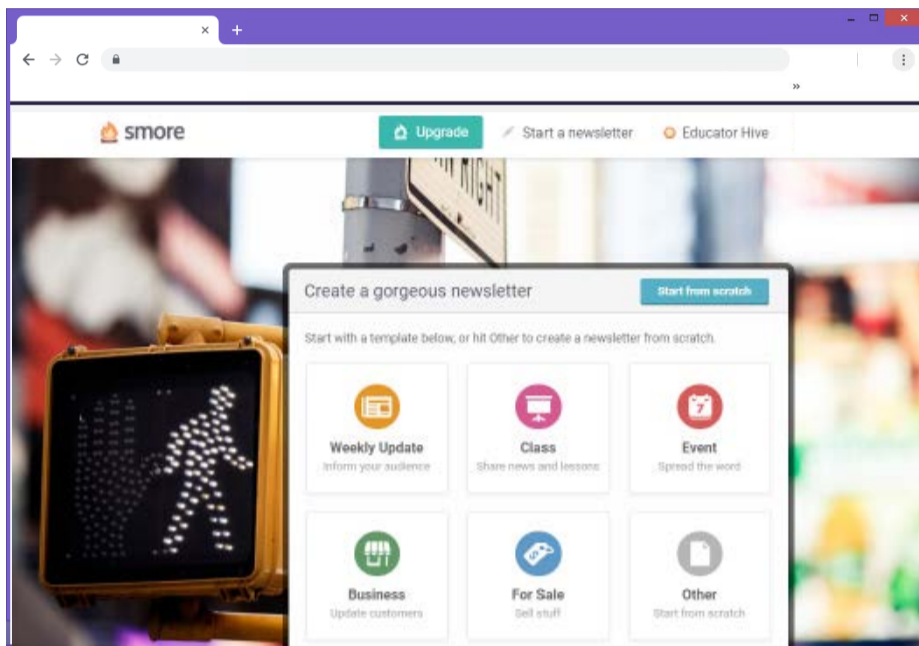 smore
Upgrade
Start a newsletter
Educator Hive
RIGHT
Create a gorgeous newsletter
Start from scratch
Start with a template below, or hit Other to create a newsletter from scratch.
Weekly Update
Class
Event
Inform your audience
Share news and lessons
Spread the word
7
Business
For Sale
Other
Update customers
Sell stuff
Start from scratch